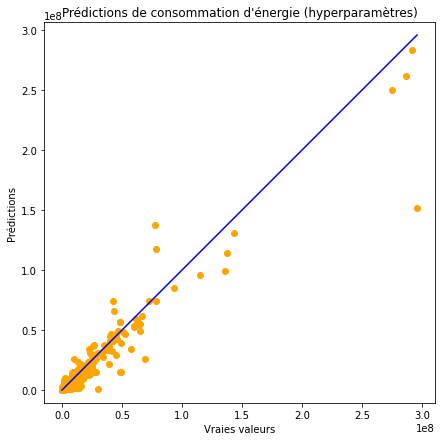 1e8 Prédictions de consommation d'énergie (hyperparamètres)
3.0
2.5
2.0
1.5
1.0
0.5
0.0
Prédictions
0.0 0.5 1.0 1.5 2.0 2.5 3.0
1e8
Vraies valeurs